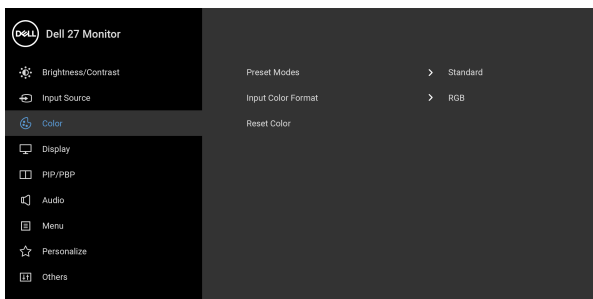 DELL Dell 27 Monitor
Brightness/Contrast
Preset Modes Standard
Input Source
Input Color Format RGB
Color
Reset Color
Display
PIP/PBP
Audio
Menu
Personalize
Others